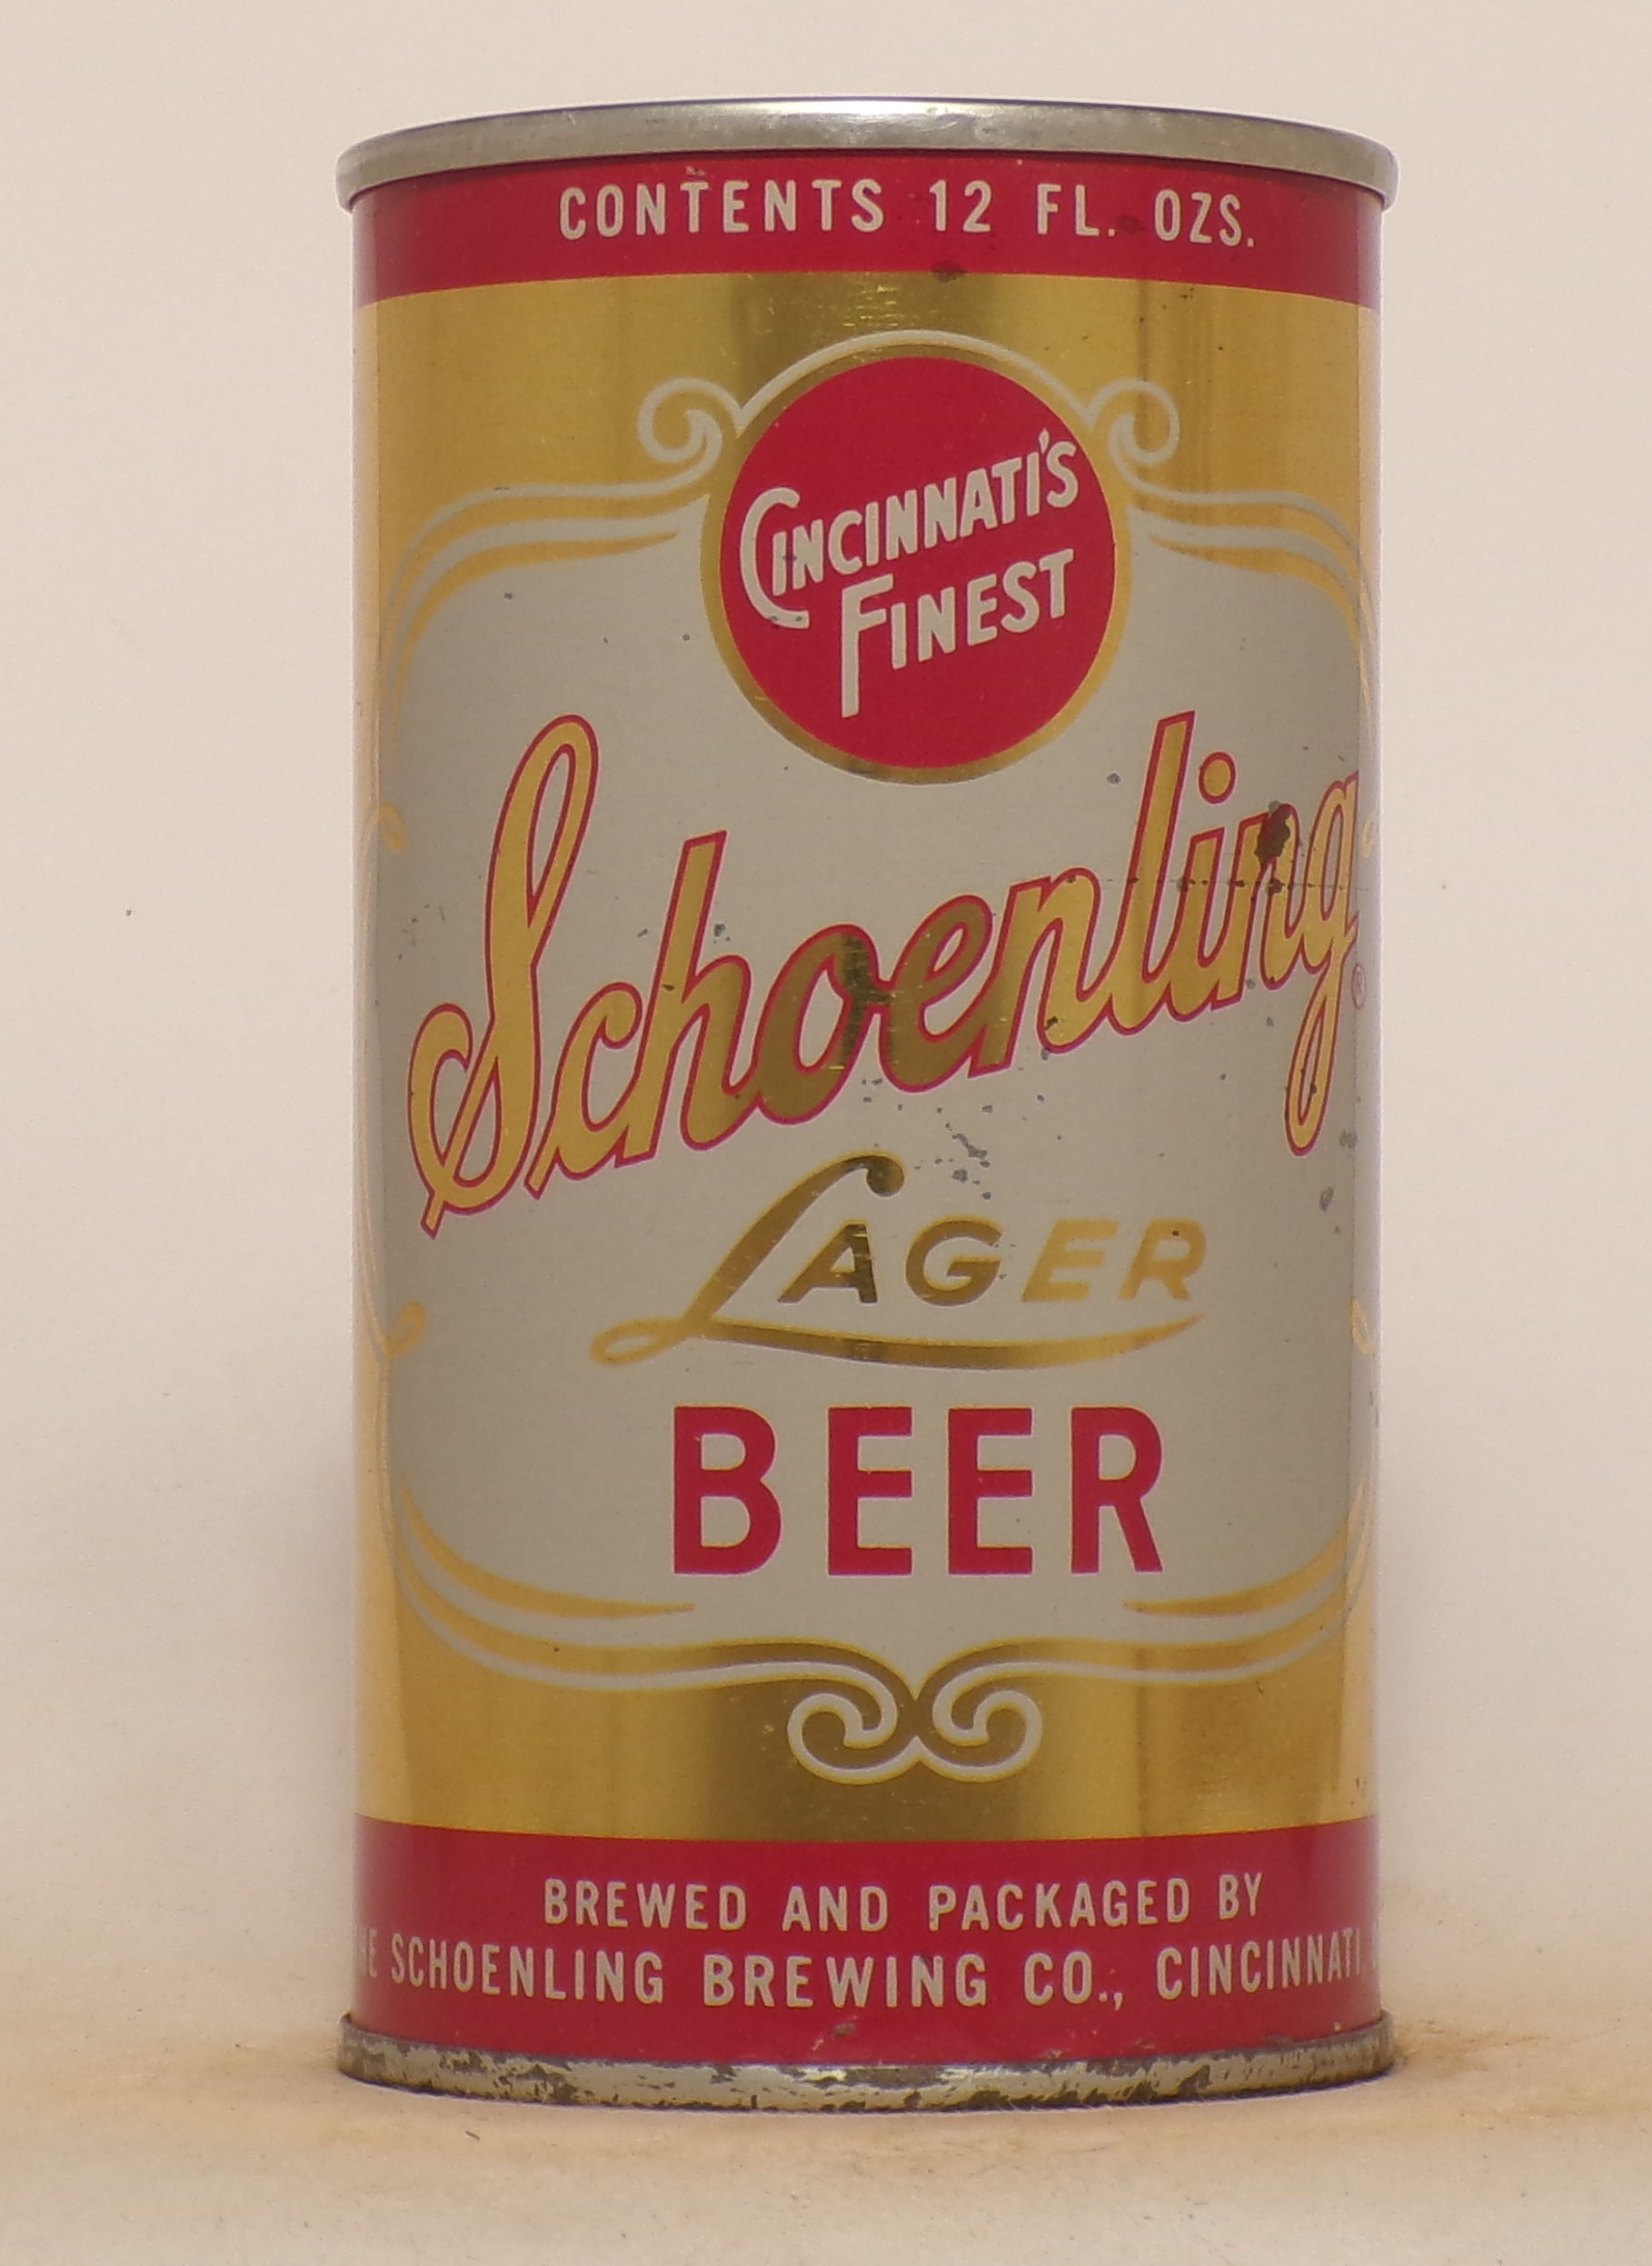 CONTENTS 12 FL. OZS.
CINCINNATI'S
FINEST
Schoenling®
LAGER
BEER
BREWED AND PACKAGED BY
SCHOENLING BREWING CO., CINCINNATI,